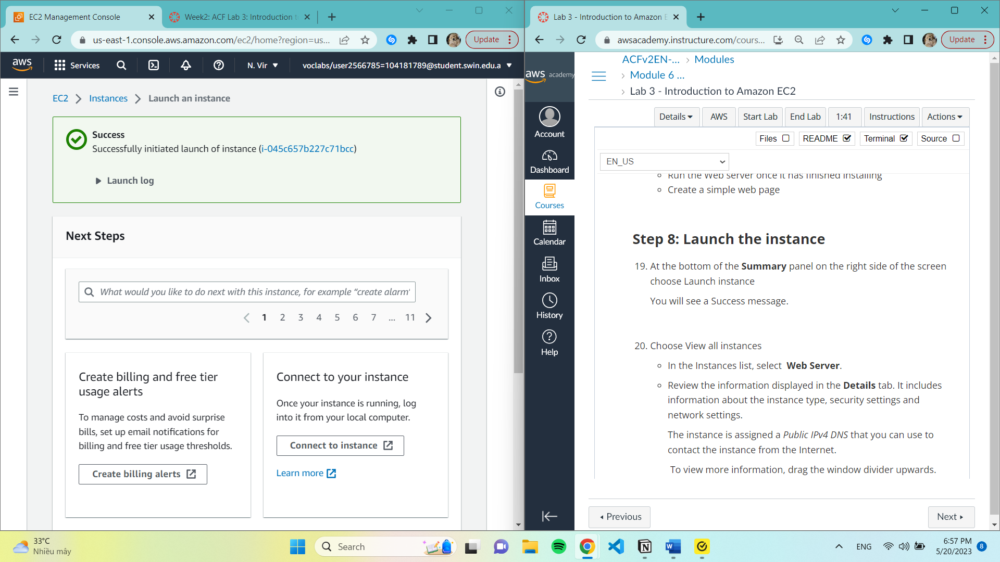 EC2 Management Console
Week2: ACF Lab 3: Introduction t
us-east-1.console.aws.amazon.com/ec2/home?region=us...
Update
aws
Services
N. Vir
voclabs/user2566785=104181789@student.swin.edu.a
EC2
Instances
Launch an instance
Success
Successfully initiated launch of instance (i-045c657b227c71bcc)
Launch log
Next Steps
What would you like to do next with this instance, for example “create alarm"
1 2 3 4 5 6 7 ... 11
Create billing and free tier
usage alerts
To manage costs and avoid surprise
bills, set up email notifications for
billing and free tier usage thresholds.
Create billing alerts
Connect to your instance
Once your instance is running, log
into it from your local computer.
Connect to instance
Learn more
Lab 3 - Introduction to Amazon E
awsacademy.instructure.com/cours...
Update
aws academy
Account
Dashboard
Courses
Calendar
Inbox
History
Help
ACFv2EN-... > Modules
> Module 6 ...
> Lab 3 - Introduction to Amazon EC2
Details
AWS
Start Lab
End Lab
1:41
Instructions
Actions
Files
README
Terminal
Source
EN_US
Run the Web server once it has finished installing
Create a simple web page
Step 8: Launch the instance
19. At the bottom of the Summary panel on the right side of the screen
choose Launch instance
You will see a Success message.
20. Choose View all instances
In the Instances list, select Web Server.
Review the information displayed in the Details tab. It includes
information about the instance type, security settings and
network settings.
The instance is assigned a Public IPv4 DNS that you can use to
contact the instance from the Internet.
To view more information, drag the window divider upwards.
Previous
Next
33°C
Nhiều mây
Search
ENG
6:57 PM
5/20/2023
8